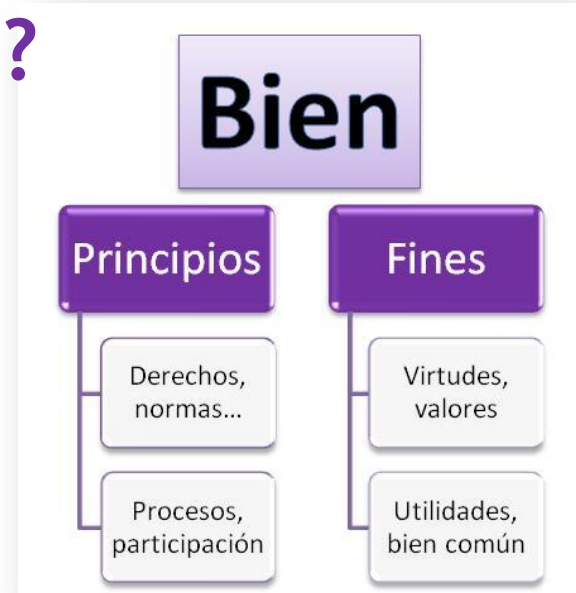 ?
Bien
Principios
Derechos,
normas...
Procesos,
participación
Fines
Virtudes,
valores
Utilidades,
bien común